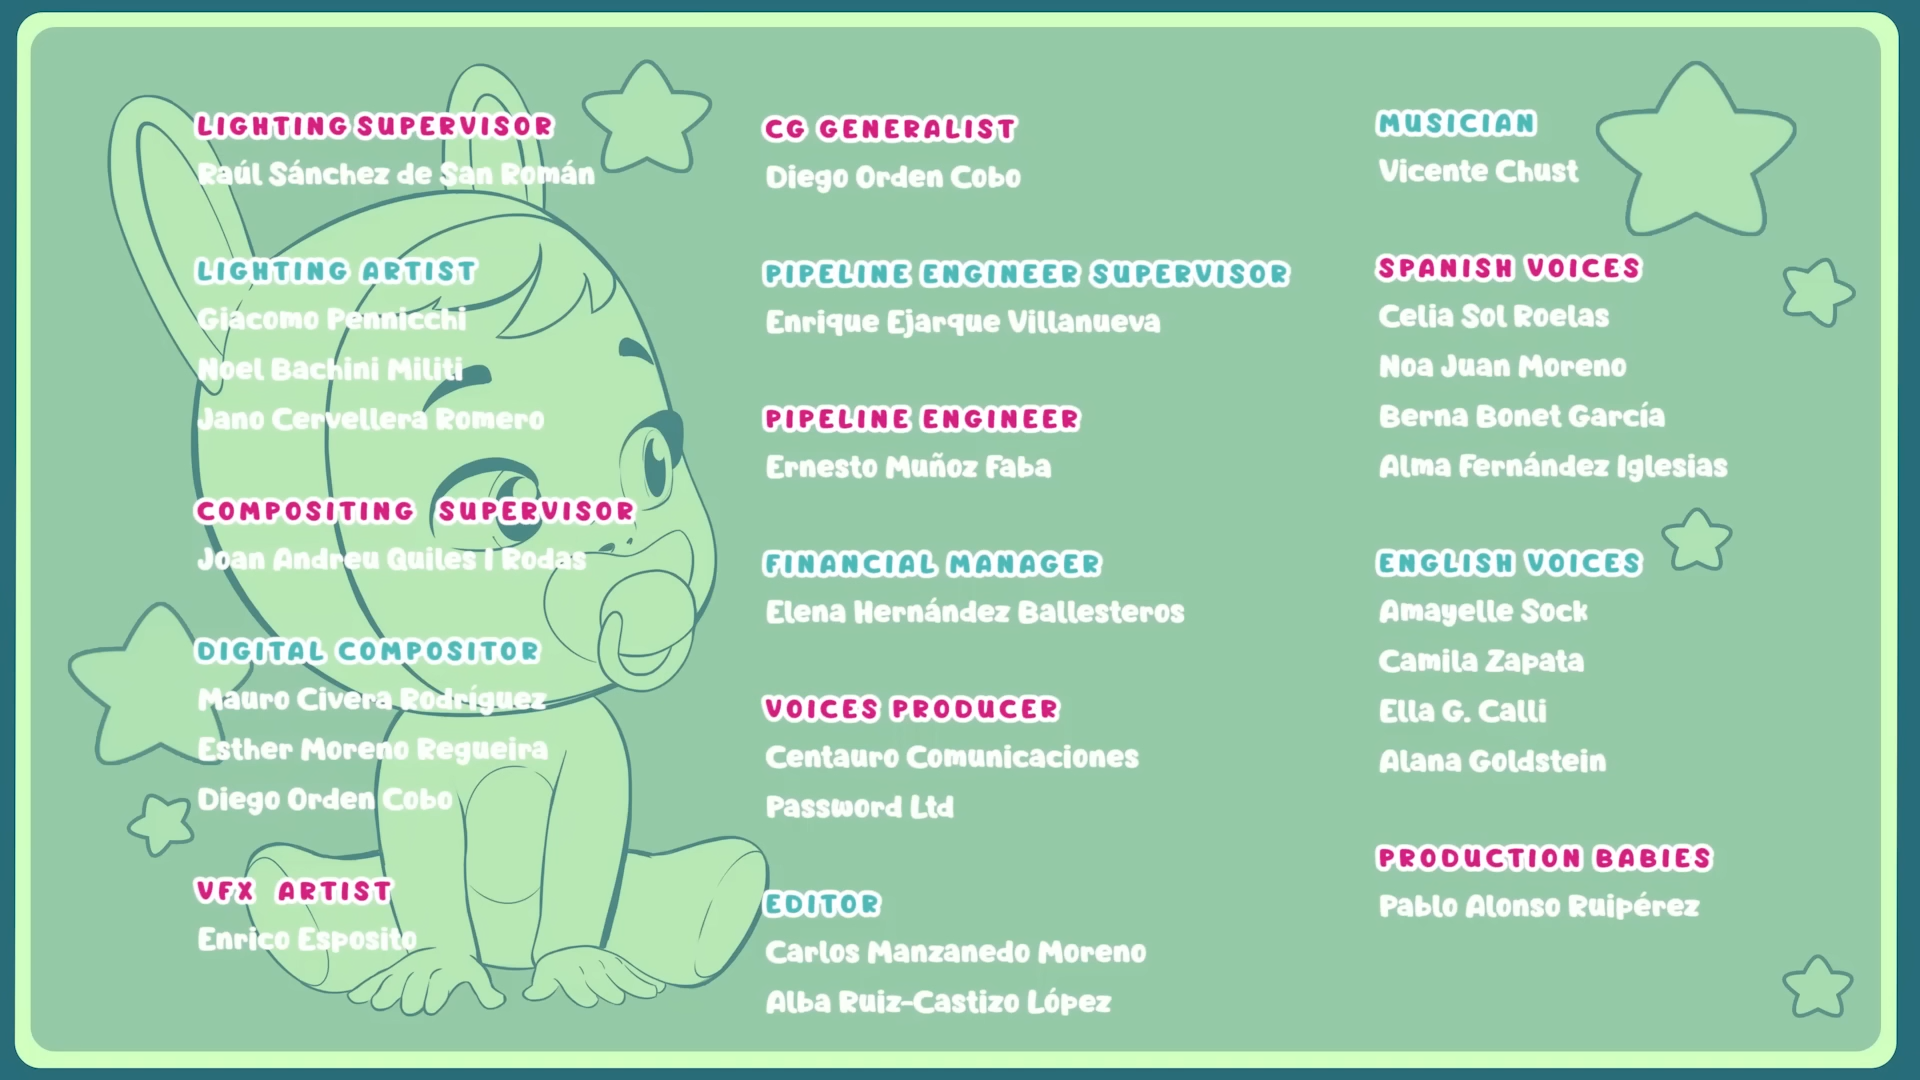 LIGHTING SUPERVISOR
Raúl Sánchez de San Román
LIGHTING ARTIST
Giacomo Pennicchi
Noel Bachini Militi
Jano Cervellera Romero
COMPOSITING SUPERVISOR
Joan Andreu Quiles I Rodas
DIGITAL COMPOSITOR
Mauro Civera Rodríguez
Esther Moreno Regueira
Diego Orden Cobo
VFX ARTIST
Enrico Esposito
CG GENERALIST
Diego Orden Cobo
PIPELINE ENGINEER SUPERVISOR
Enrique Ejarque Villanueva
PIPELINE ENGINEER
Ernesto Muñoz Faba
FINANCIAL MANAGER
Elena Hernández Ballesteros
VOICES PRODUCER
Centauro Comunicaciones
Password Ltd
EDITOR
Carlos Manzanedo Moreno
Alba Ruiz-Castizo López
MUSICIAN
Vicente Chust
SPANISH VOICES
Celia Sol Roelas
Noa Juan Moreno
Berna Bonet García
Alma Fernández Iglesias
ENGLISH VOICES
Amayelle Sock
Camila Zapata
Ella G. Calli
Alana Goldstein
PRODUCTION BABIES
Pablo Alonso Ruipérez